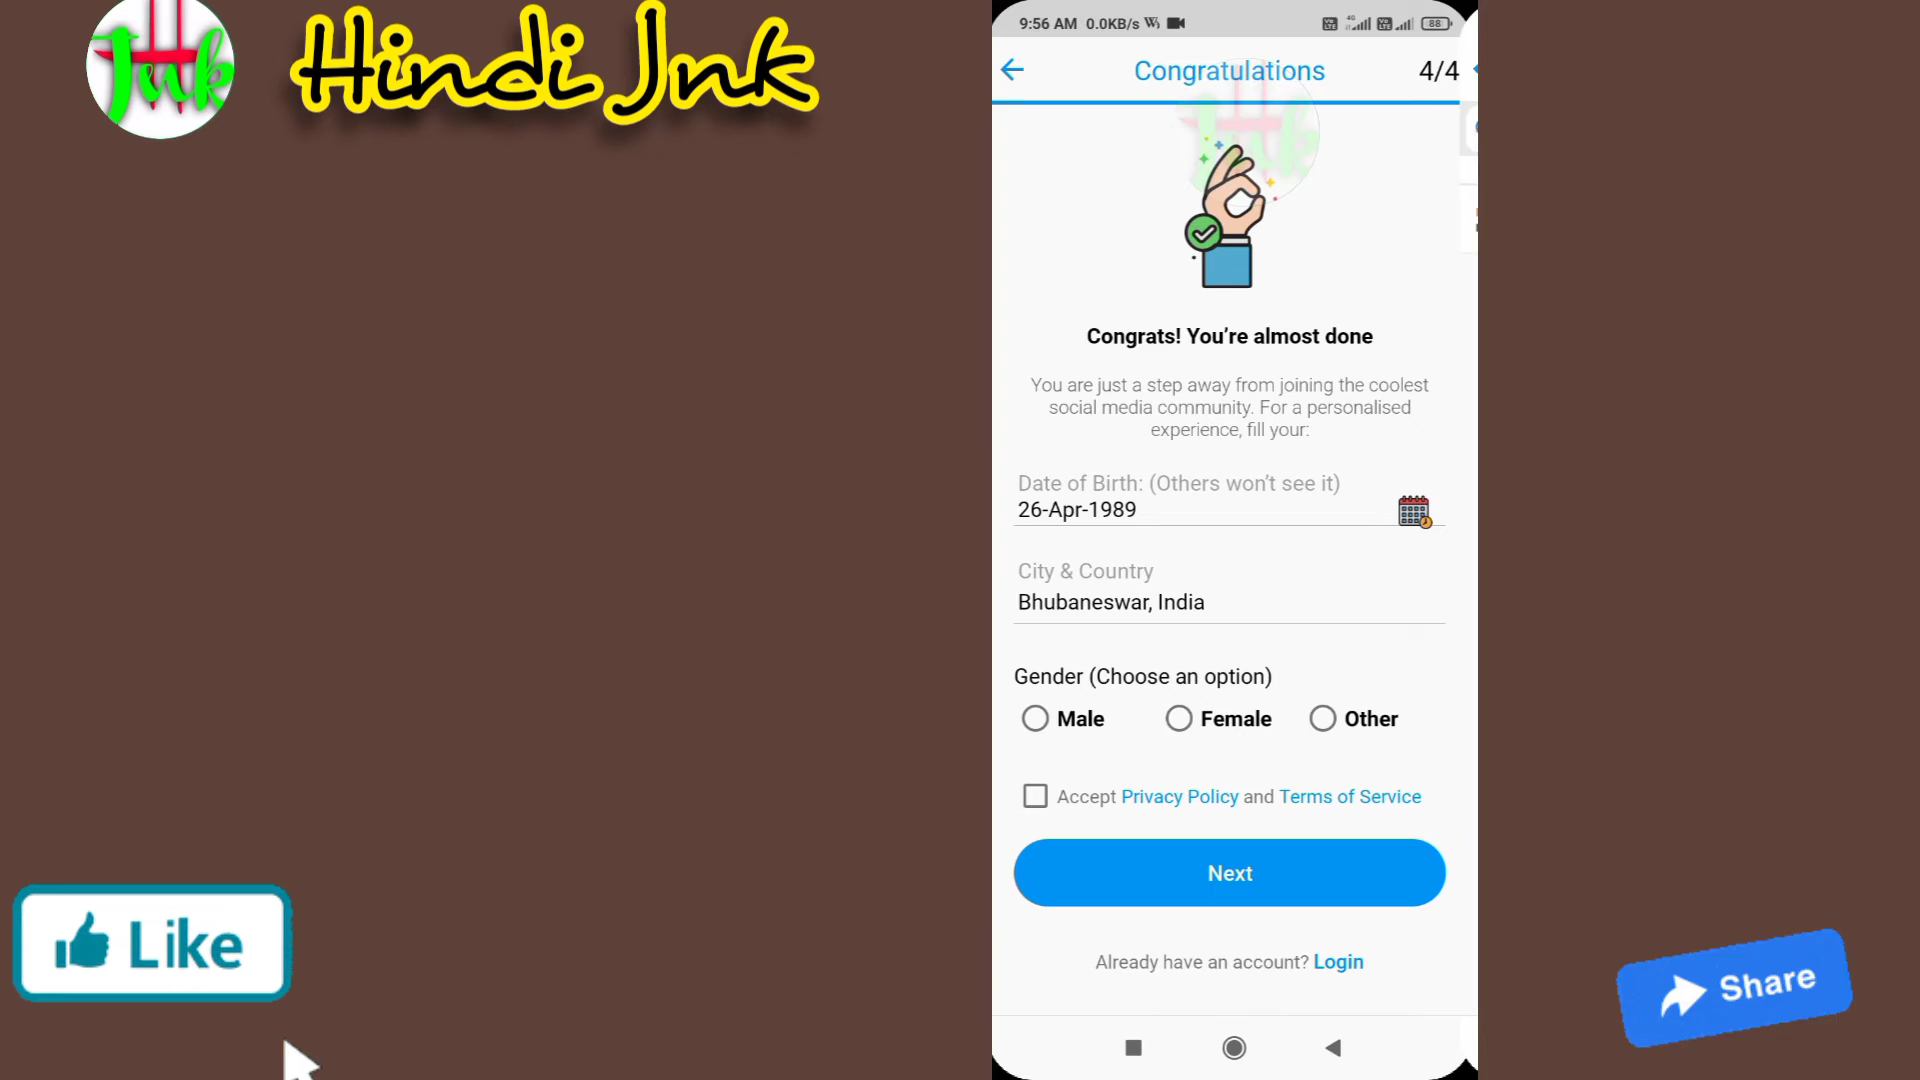 Jnk
Hindi Jnk
9:56 AM 0.0KB/s
4G
88
Congratulations
4/4
Congrats! You’re almost done
You are just a step away from joining the coolest
social media community. For a personalised
experience, fill your:
Date of Birth: (Others won’t see it)
26-Apr-1989
City & Country
Bhubaneswar, India
Gender (Choose an option)
Male Female Other
Accept Privacy Policy and Terms of Service
Next
Already have an account? Login
Like
Share